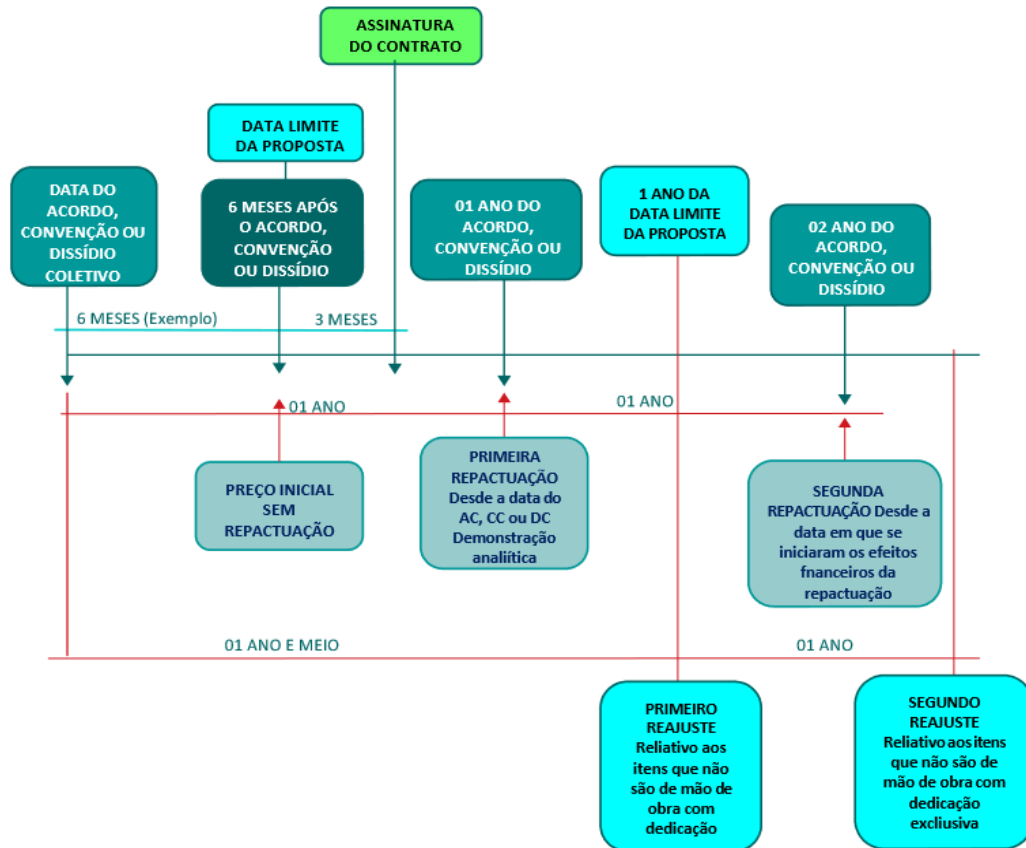 ASSINATURA
DO CONTRATO
DATA LIMITE
DA PROPOSTA
DATA DO
ACORDO,
CONVENÇÃO OU
DISSÍDIO
COLETIVO
6 MESES APÓS
O ACORDO,
CONVENÇÃO
OU DISSÍDIO
01 ANO DO
ACORDO,
CONVENÇÃO OU
DISSÍDIO
1 ANO DA
DATA LIMITE
DA PROPOSTA
02 ANO DO
ACORDO,
CONVENÇÃO OU
DISSÍDIO
6 MESES (Exemplo)
3 MESES
01 ANO
01 ANO
PREÇO INICIAL
SEM
REPACTUAÇÃO
PRIMEIRA
REPACTUAÇÃO
Desde a data do
AC, CC ou DC
Demonstração
analiítica
SEGUNDA
REPACTUAÇÃO Desde a
data em que se
iniciaram os efeitos
fnanceiros da
repactuação
01 ANO E MEIO
01 ANO
PRIMEIRO
REAJUSTE
Reliativo aos
itens que não
são de mão de
obra com
dedicação
SEGUNDO
REAJUSTE
Reliativo aos itens
que não são de
mão de obra com
dedicação
excliusiva